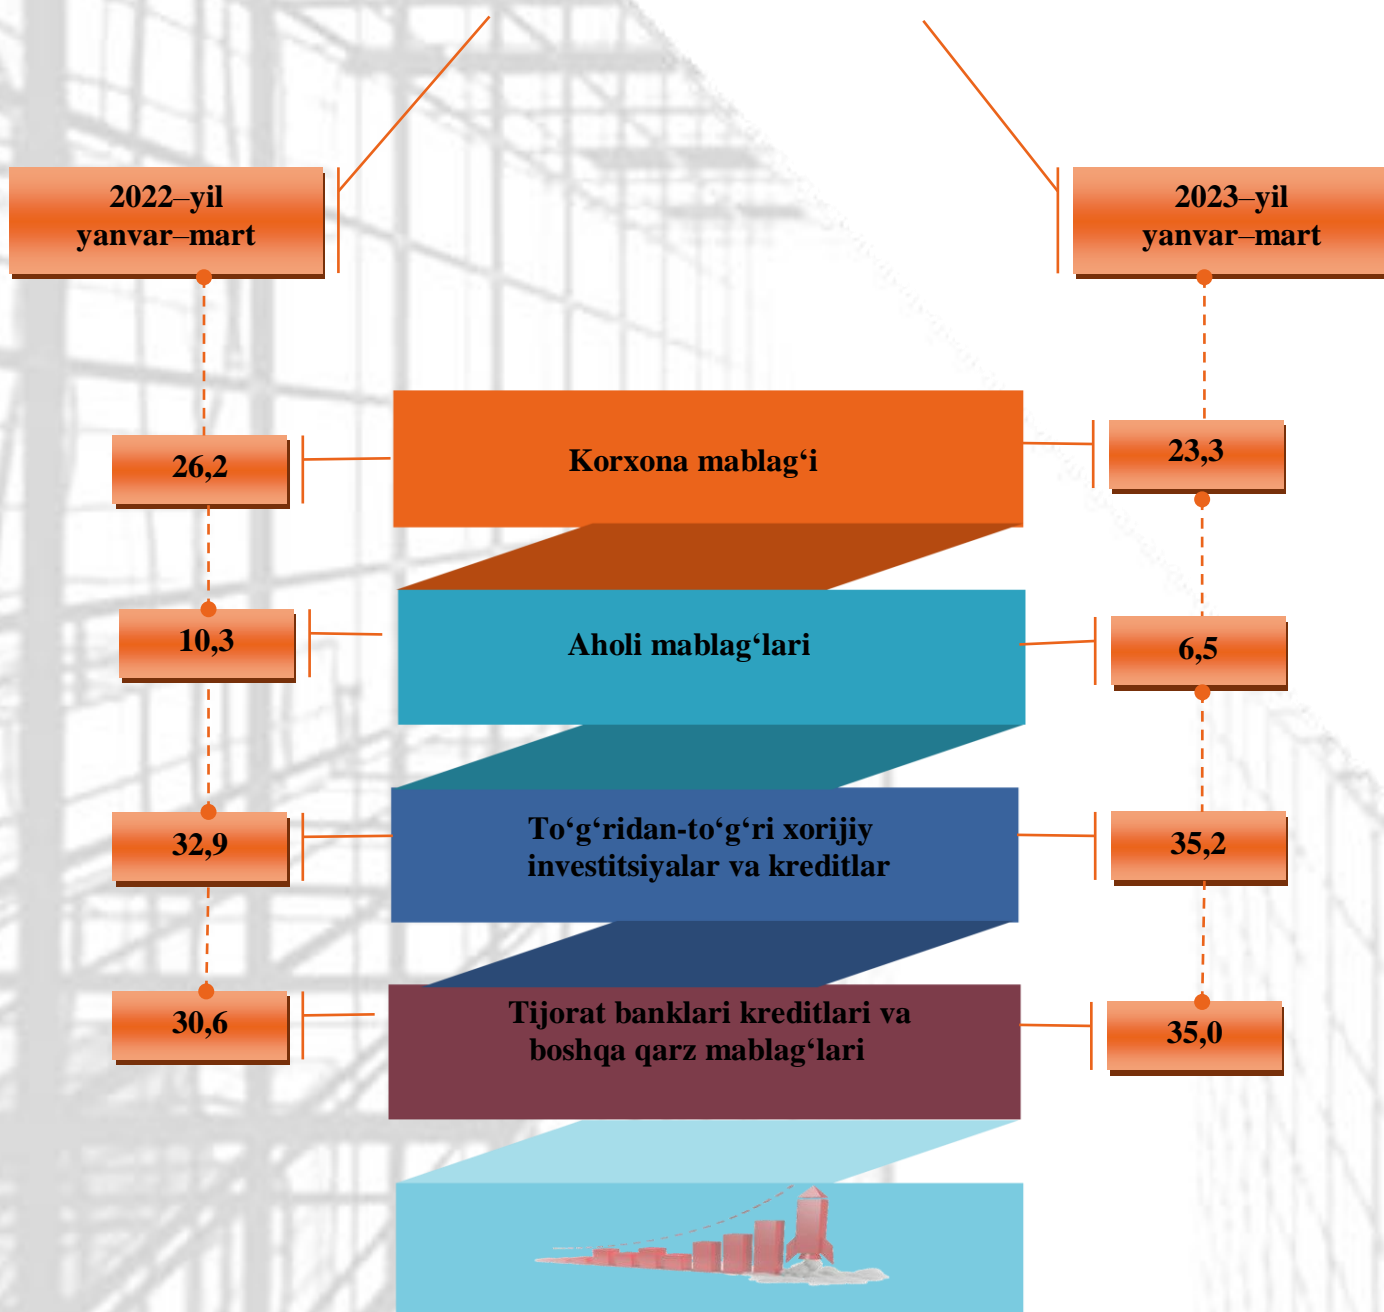 2022–yil
yanvar–mart
2023–yil
yanvar–mart
26,2
Korxona mablag‘i
23,3
10,3
Aholi mablag‘lari
6,5
32,9
To‘g‘ridan-to‘g‘ri xorijiy
investitsiyalar va kreditlar
35,2
30,6
Tijorat banklari kreditlari va
boshqa qarz mablag‘lari
35,0